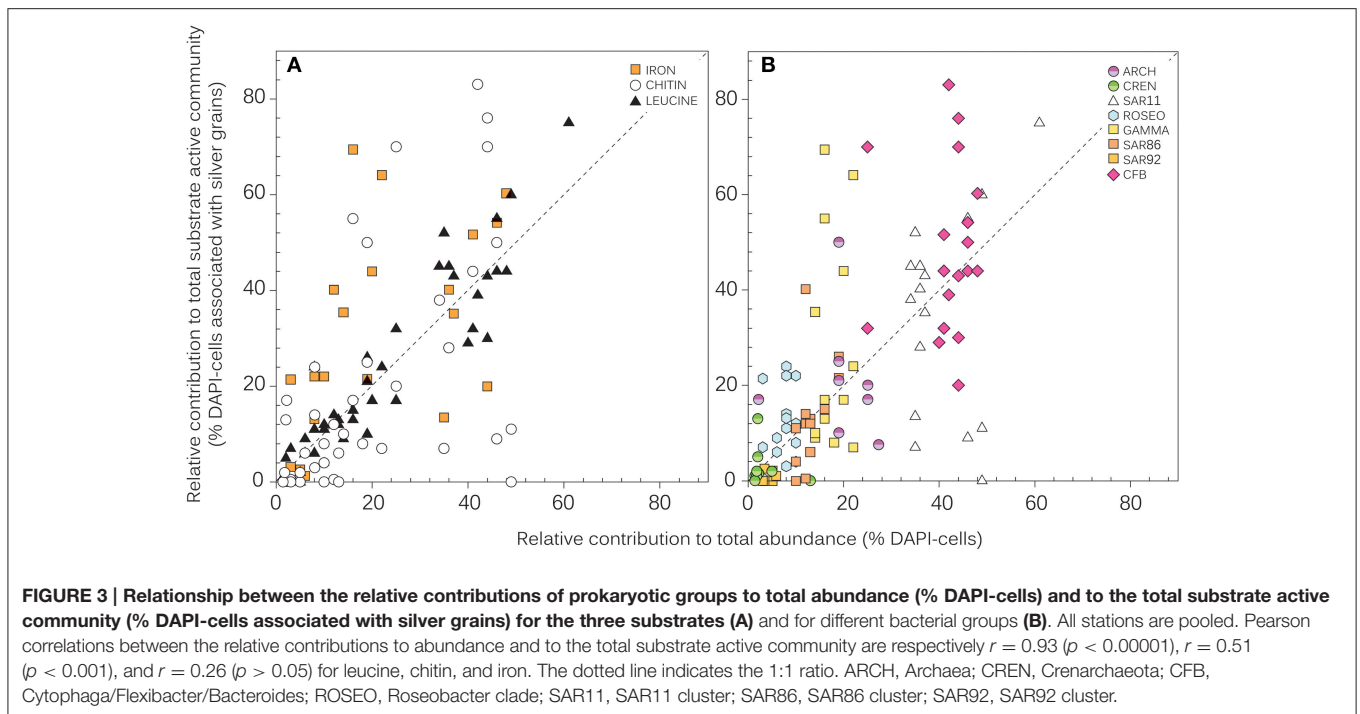 Relative contribution to total substrate active community
(% DAPI-cells associated with silver grains)
A
IRON
CHITIN
LEUCINE
80
60
40
20
0
0
20
40
60
80
B
ARCH
CREN
SAR11
ROSEO
GAMMA
SAR86
SAR92
CFB
80
60
40
20
0
0
20
40
60
80
Relative contribution to total abundance (% DAPI-cells)
FIGURE 3 | Relationship between the relative contributions of prokaryotic groups to total abundance (% DAPI-cells) and to the total substrate active
community (% DAPI-cells associated with silver grains) for the three substrates (A) and for different bacterial groups (B). All stations are pooled. Pearson
correlations between the relative contributions to abundance and to the total substrate active community are respectively r = 0.93 (p < 0.00001), r = 0.51
(p < 0.001), and r = 0.26 (p > 0.05) for leucine, chitin, and iron. The dotted line indicates the 1:1 ratio. ARCH, Archaea; CREN, Crenarchaeota; CFB,
Cytophaga/Flexibacter/Bacteroides; ROSEO, Roseobacter clade; SAR11, SAR11 cluster; SAR86, SAR86 cluster; SAR92, SAR92 cluster.